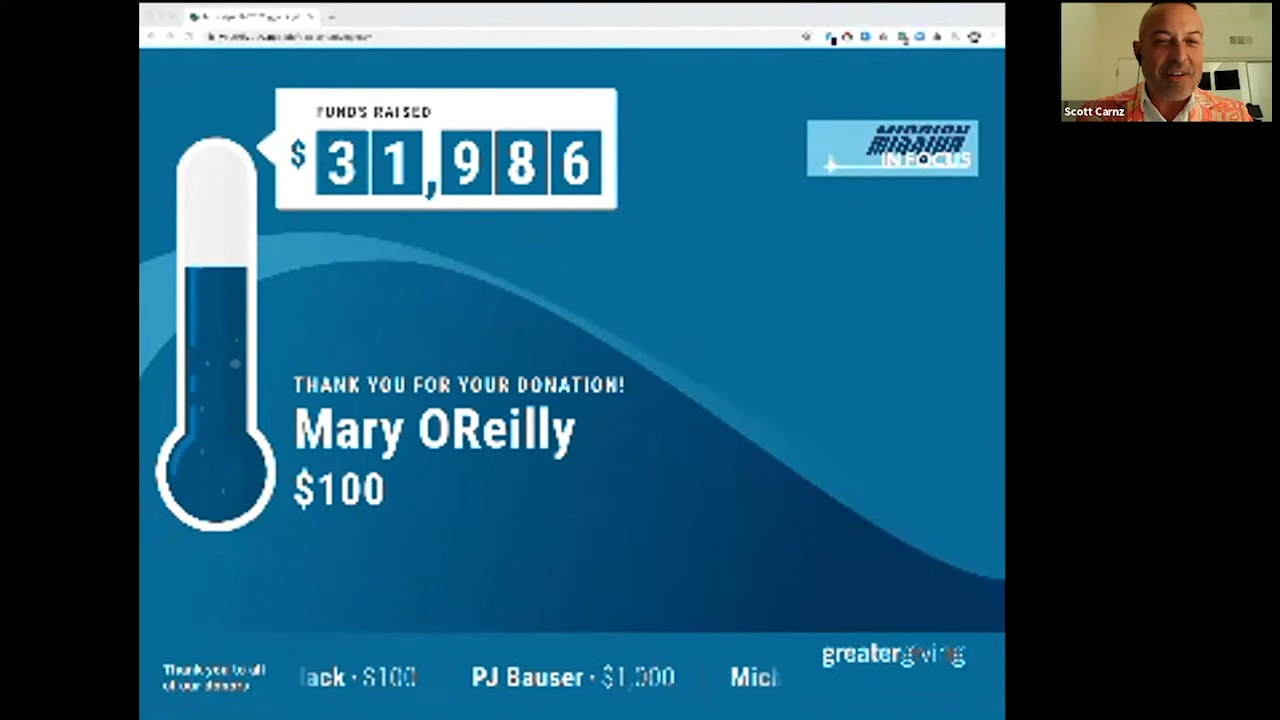 FUNDS RAISED
$31,986
MISSION
IN FOCUS
Scott Carnz
THANK YOU FOR YOUR DONATION!
Mary OReilly
$100
Thank you to all
of our donors
lack · $100
PJ Bauser · $1,000
greatergiving